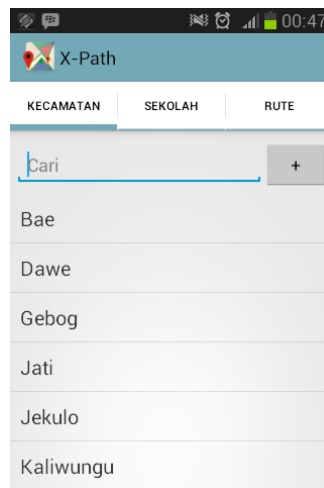 00:47
X-Path
KECAMATAN SEKOLAH RUTE
Cari +
Bae
Dawe
Gebog
Jati
Jekulo
Kaliwungu